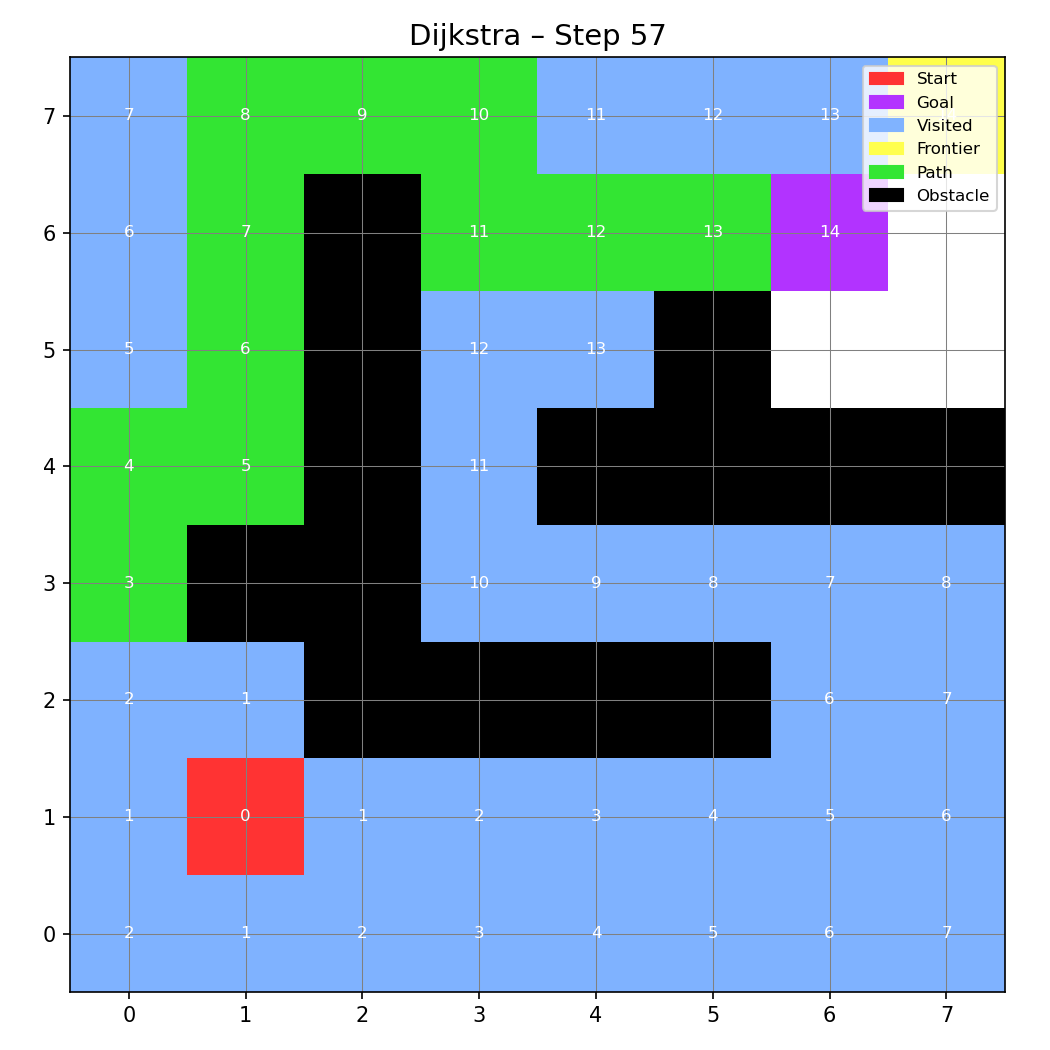 Dijkstra – Step 57
Start
Goal
Visited
Frontier
Path
Obstacle
7 7 8 9 10 11 12 13
6 6 7 11 12 13 14
5 5 6 12 13
4 4 5 11
3 3 10 9 8 7 8
2 2 1 6 7
1 1 0 1 2 3 4 5 6
0 2 1 2 3 4 5 6 7
0 1 2 3 4 5 6 7